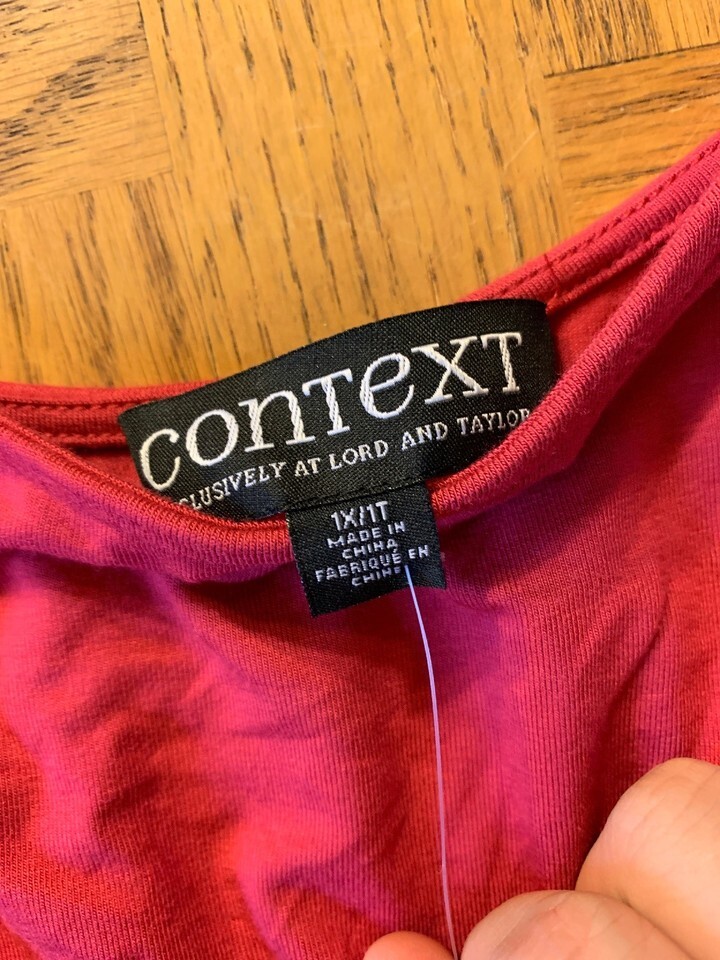 conTexT
CLUSIVELY AT LORD AND TAYLOR
1X/1T
MADE IN
CHINA
FABRIQUÉ EN
CHINE